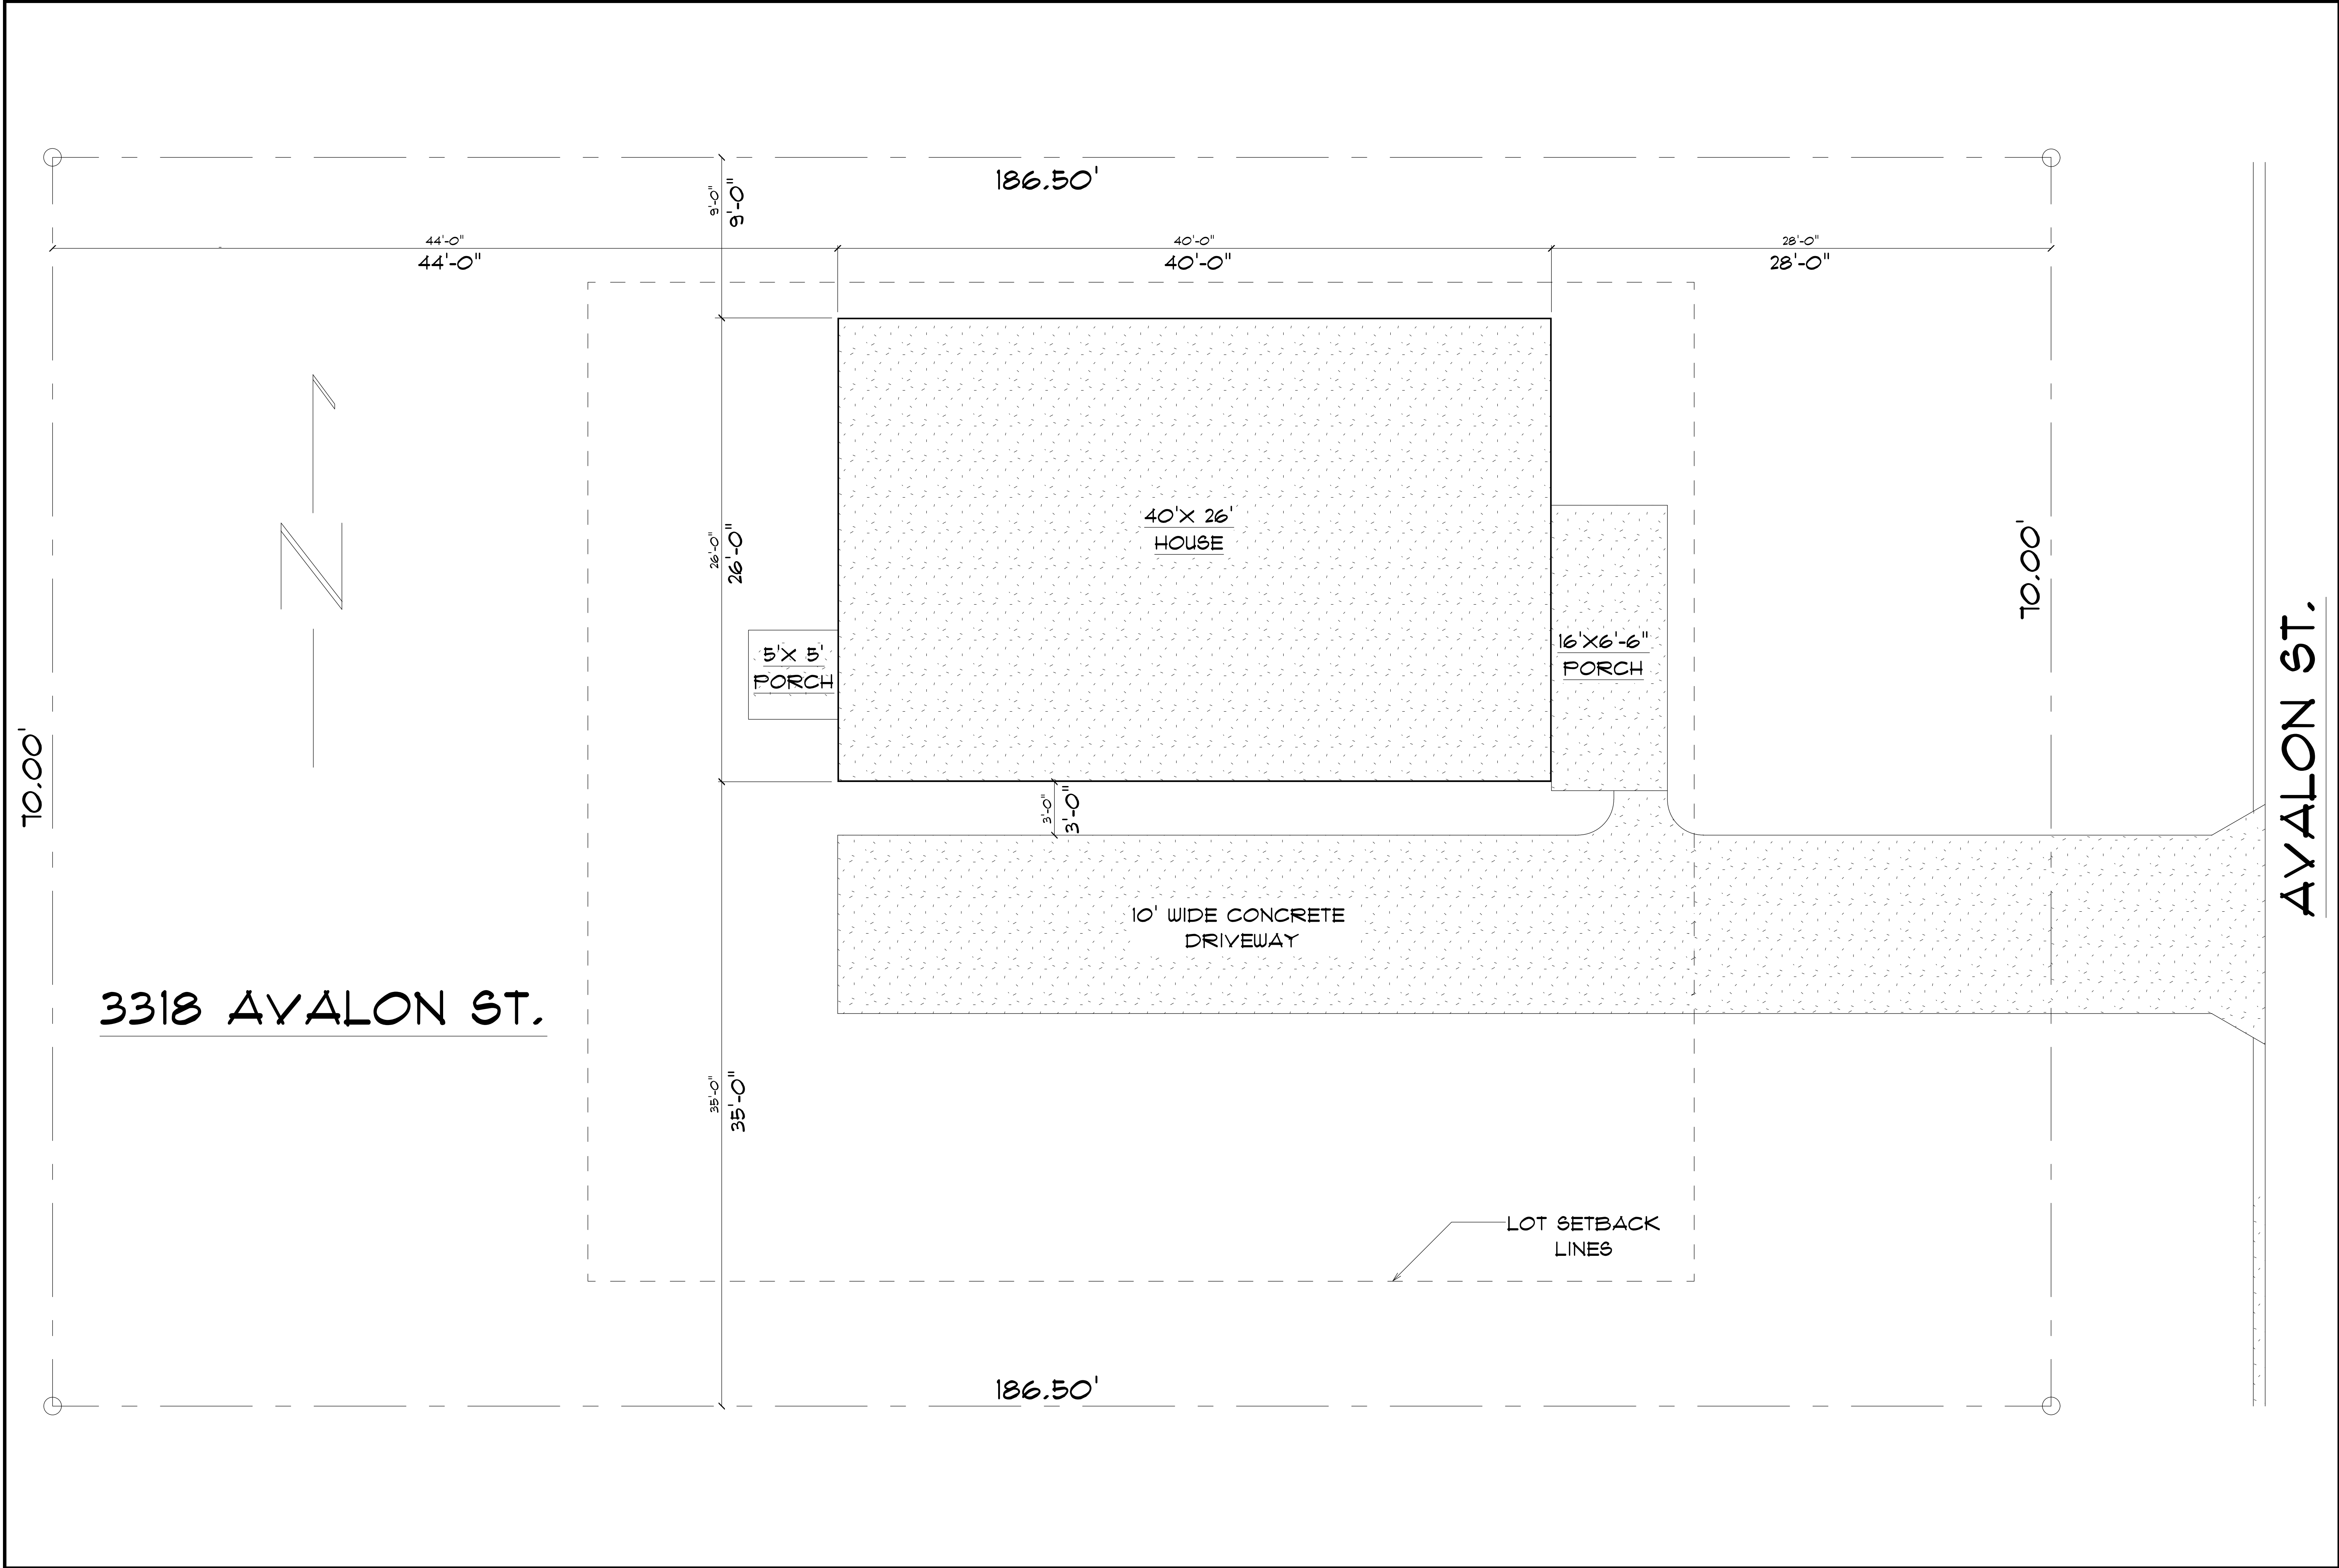 186.50'
9'-0"
9'-0"
44'-0"
44'-0"
40'-0"
40'-0"
28'-0"
28'-0"
N
26'-0"
26'-0"
40'X 26'
HOUSE
70.00'
5'X 5'
PORCH
16'X6'-6"
PORCH
AVALON ST.
70.00'
3'-0"
3'-0"
10' WIDE CONCRETE
DRIVEWAY
3318 AVALON ST.
35'-0"
35'-0"
LOT SETBACK
LINES
186.50'